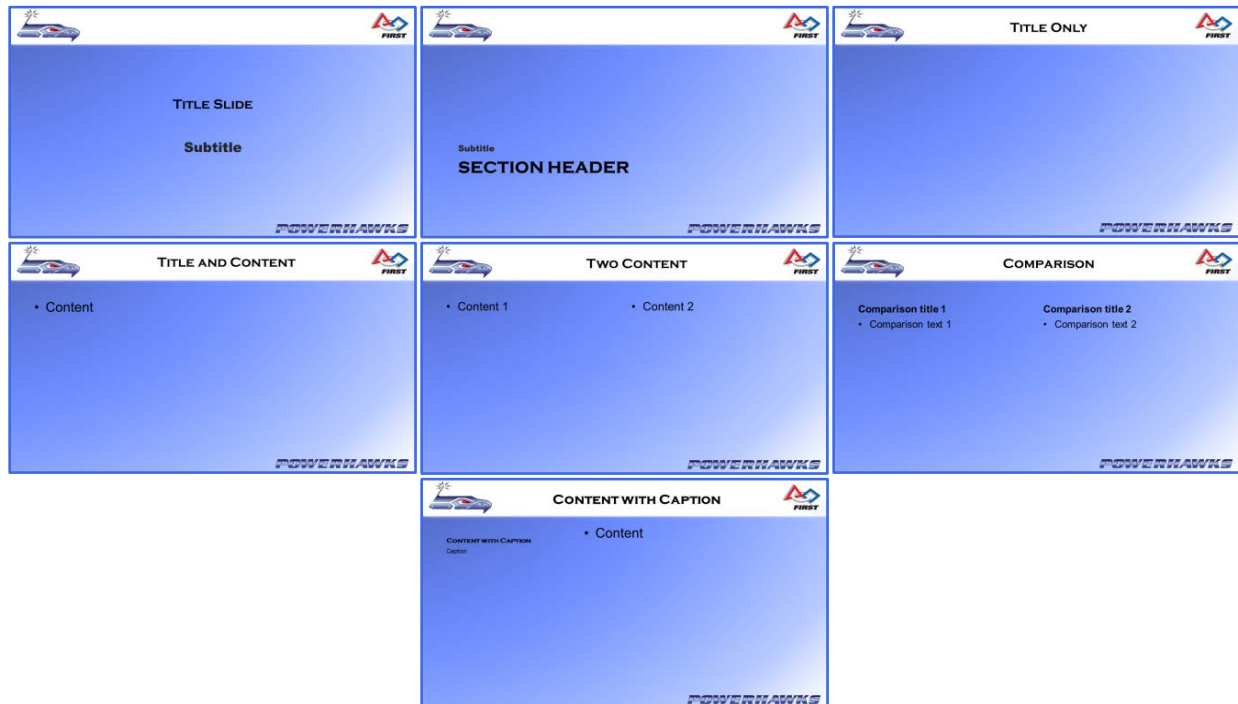 FIRST
TITLE SLIDE
Subtitle
POWERHAWKS
FIRST
Subtitle
SECTION HEADER
POWERHAWKS
TITLE ONLY
FIRST
POWERHAWKS
TITLE AND CONTENT
FIRST
• Content
POWERHAWKS
TWO CONTENT
FIRST
• Content 1
• Content 2
POWERHAWKS
COMPARISON
FIRST
Comparison title 1
• Comparison text 1
Comparison title 2
• Comparison text 2
POWERHAWKS
CONTENT WITH CAPTION
FIRST
CONTENT WITH CAPTION
Caption
• Content
POWERHAWKS